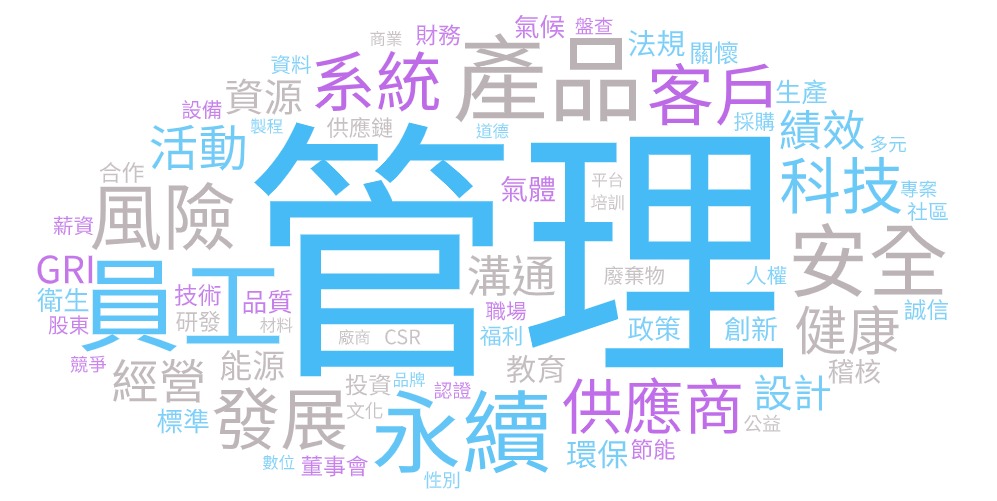 氣候
盤查
商業
財務
產品
法規
關懷
資料
系統
客戶
生產
設備
資源
製程
供應鏈
道德
採購
績效
多元
活動
管理
合作
風險
氣體
平台
培訓
科技
專案
社區
薪資
GRI
員工
溝通
廢棄物
人權
安全
衛生
技術
品質
誠信
股東
研發
材料
職場
福利
政策
創新
健康
廠商
CSR
競爭
經營
能源
教育
稽核
投資
品牌
認證
設計
標準
發展
文化
永續
供應商
公益
數位
董事會
性別
環保
節能